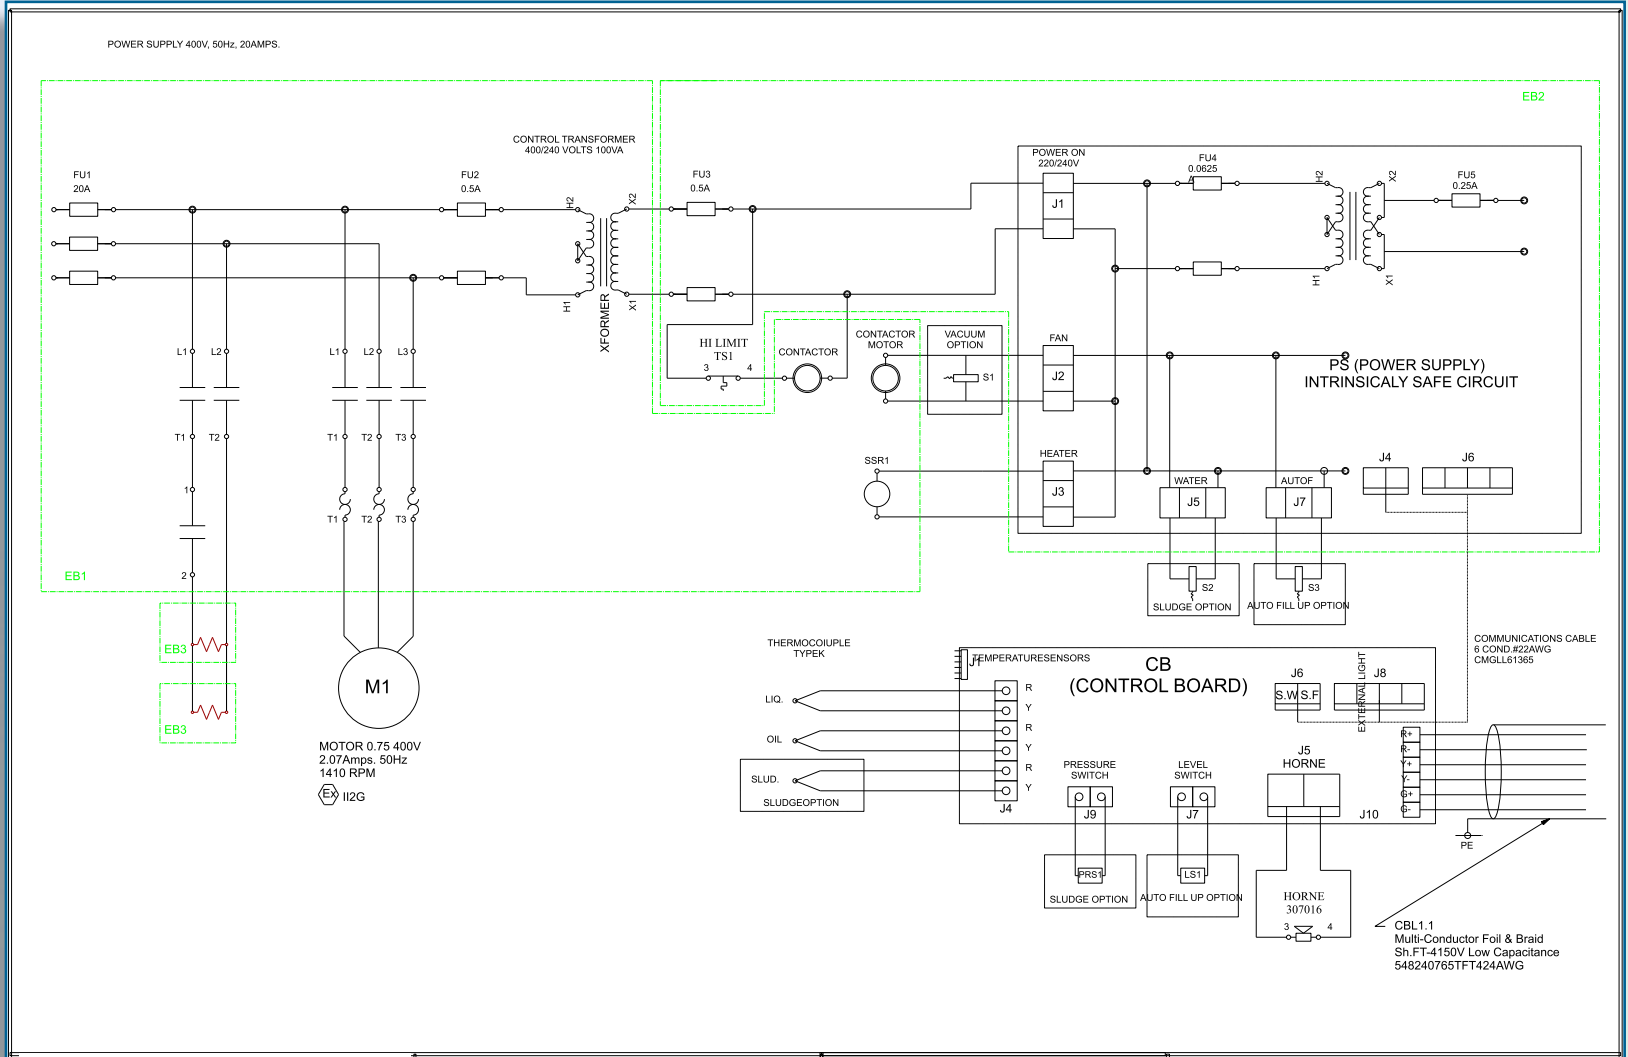 POWER SUPPLY 400V, 50Hz, 20AMPS.
EB2
CONTROL TRANSFORMER
400/240 VOLTS 100VA
FU1
20A
FU2
0.5A
H2
H1
XFORMER
X2
X1
FU3
0.5A
POWER ON
220/240V
J1
FU4
0.0625
A
H2
H1
X2
X1
FU5
0.25A
L1
L2
L1
L2
L3
HI LIMIT
TS1
3
4
CONTACTOR
CONTACTOR
MOTOR
VACUUM
OPTION
S1
FAN
J2
PS (POWER SUPPLY)
INTRINSICALY SAFE CIRCUIT
T1
T2
T1
T2
T3
SSR1
HEATER
J3
WATER
J5
AUTOF
J7
J4
J6
1
T1
T2
T3
2
EB1
S2
SLUDGE OPTION
S3
AUTO FILL UP OPTION
EB3
EB3
M1
MOTOR 0.75 400V
2.07Amps. 50Hz
1410 RPM
Ex
II2G
THERMOCOIUPLE
TYPEK
LIQ.
OIL
SLUD.
SLUDGEOPTION
J1
TEMPERATURESENSORS
R
Y
R
Y
R
Y
J4
CB
(CONTROL BOARD)
J6
S.W
S.F
EXTERNAL LIGHT
J8
COMMUNICATIONS CABLE
6 COND.#22AWG
CMGLL61365
PRESSURE
SWITCH
J9
LEVEL
SWITCH
J7
J5
HORNE
J10
R+
R-
Y+
Y-
G+
G-
PE
PRS1
SLUDGE OPTION
LS1
AUTO FILL UP OPTION
HORNE
307016
3
4
CBL1.1
Multi-Conductor Foil & Braid
Sh.FT-4150V Low Capacitance
548240765TFT424AWG